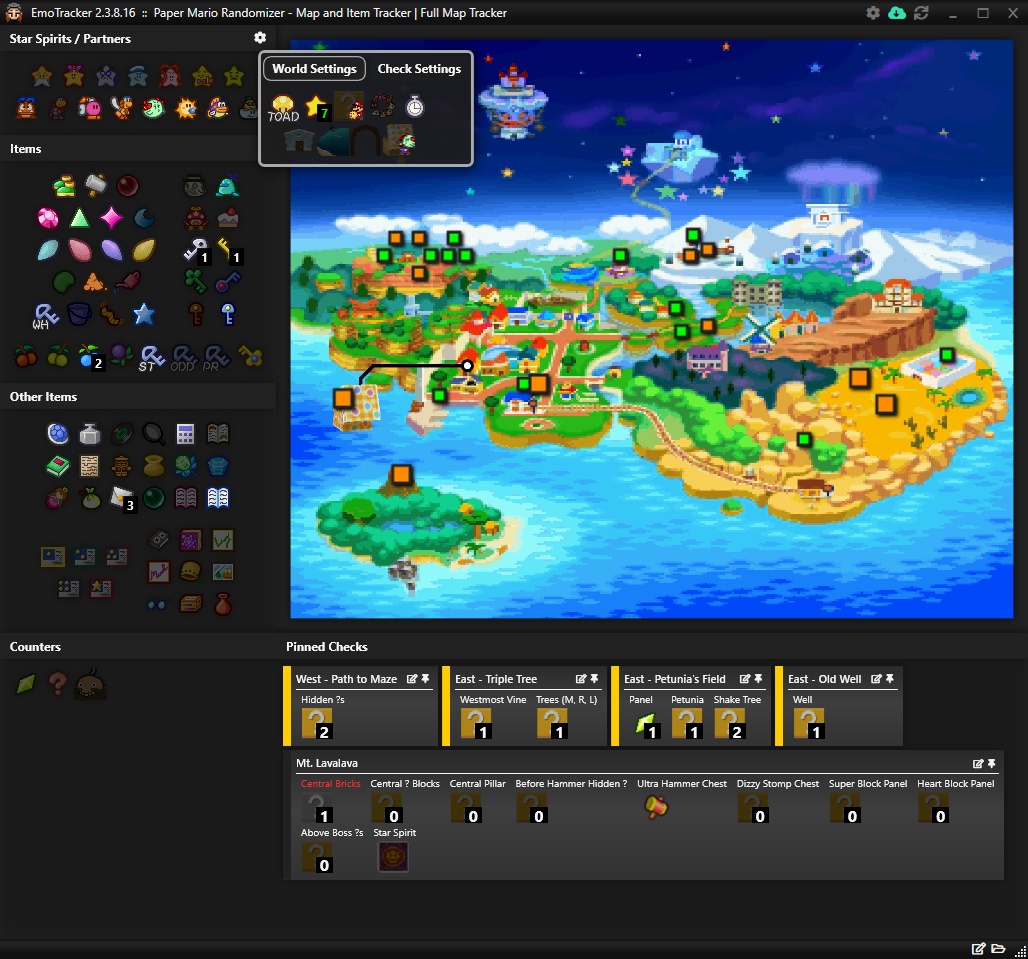 EmoTracker 2.3.8.16 :: Paper Mario Randomizer - Map and Item Tracker | Full Map Tracker
Star Spirits / Partners
World Settings Check Settings
TOAD 7
Items
1 1
WH
2 ST ODD PR
Other Items
3
Counters
Pinned Checks
West - Path to Maze
Hidden ?s
2
East - Triple Tree
Westmost Vine Trees (M, R, L)
1 1
East - Petunia's Field
Panel Petunia Shake Tree
1 1 2
East - Old Well
Well
1
Mt. Lavalava
Central Bricks Central ? Blocks Central Pillar Before Hammer Hidden ? Ultra Hammer Chest Dizzy Stomp Chest Super Block Panel Heart Block Panel
1 0 0 0 0 0 0
Above Boss ?s Star Spirit
0